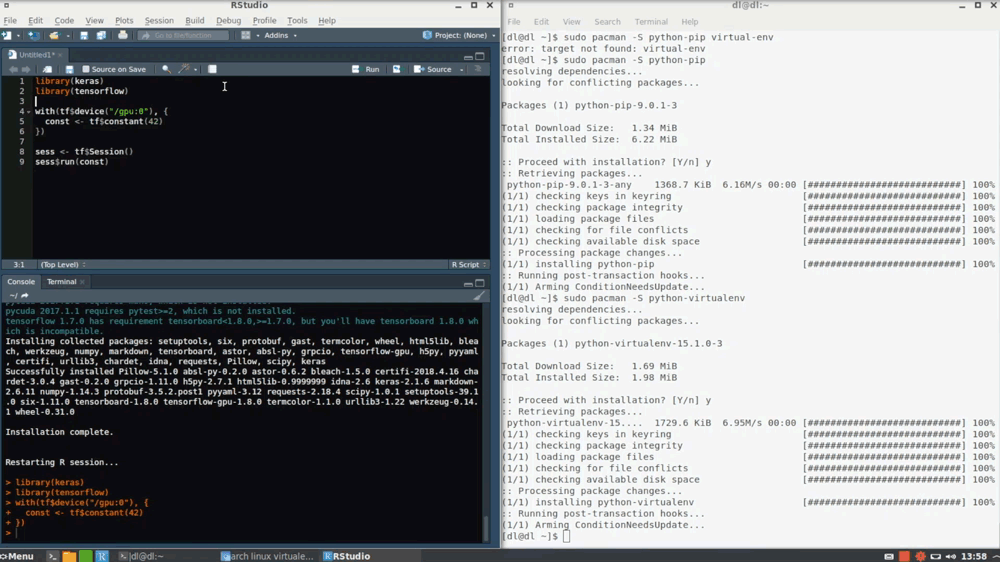 RStudio
File Edit Code View Plots Session Build Debug Profile Tools Help
Go to file/function
Addins
Project: (None)
Untitled1*
Source on Save
Run
Source
1 library(keras)
2 library(tensorflow)
3
4 with(tf$device("/gpu:0"), {
5 const <- tf$constant(42)
6 })
7
8 sess <- tf$Session()
9 sess$run(const)
3:1 (Top Level)
R Script
Console Terminal
~/
pycuda 2017.1.1 requires pytest>=2, which is not installed.
tensorflow 1.7.0 has requirement tensorboard<1.8.0,>=1.7.0, but you'll have tensorboard 1.8.0 whi
ch is incompatible.
Installing collected packages: setuptools, six, protobuf, gast, termcolor, wheel, html5lib, blea
ch, werkzeug, numpy, markdown, tensorboard, astor, absl-py, grpcio, tensorflow-gpu, h5py, pyyaml
, certifi, urllib3, chardet, idna, requests, Pillow, scipy, keras
Successfully installed Pillow-5.1.0 absl-py-0.2.0 astor-0.6.2 bleach-1.5.0 certifi-2018.4.16 cha
rdet-3.0.4 gast-0.2.0 grpcio-1.11.0 h5py-2.7.1 html5lib-0.9999999 idna-2.6 keras-2.1.6 markdown-
2.6.11 numpy-1.14.3 protobuf-3.5.2.post1 pyyaml-3.12 requests-2.18.4 scipy-1.0.1 setuptools-39.1
.0 six-1.11.0 tensorboard-1.8.0 tensorflow-gpu-1.8.0 termcolor-1.1.0 urllib3-1.22 werkzeug-0.14.
1 wheel-0.31.0
Installation complete.
Restarting R session...
> library(keras)
> library(tensorflow)
> with(tf$device("/gpu:0"), {
+ const <- tf$constant(42)
+ })
>
dl@dl:~
File Edit View Search Terminal Help
[dl@dl ~]$ sudo pacman -S python-pip virtual-env
error: target not found: virtual-env
[dl@dl ~]$ sudo pacman -S python-pip
resolving dependencies...
looking for conflicting packages...
Packages (1) python-pip-9.0.1-3
Total Download Size: 1.34 MiB
Total Installed Size: 6.22 MiB
:: Proceed with installation? [Y/n] y
:: Retrieving packages...
python-pip-9.0.1-3-any 1368.7 KiB 6.16M/s 00:00 [###########################] 100%
(1/1) checking keys in keyring [###########################] 100%
(1/1) checking package integrity [###########################] 100%
(1/1) loading package files [###########################] 100%
(1/1) checking for file conflicts [###########################] 100%
(1/1) checking available disk space [###########################] 100%
:: Processing package changes...
(1/1) installing python-pip [###########################] 100%
:: Running post-transaction hooks...
(1/1) Arming ConditionNeedsUpdate...
[dl@dl ~]$ sudo pacman -S python-virtualenv
resolving dependencies...
looking for conflicting packages...
Packages (1) python-virtualenv-15.1.0-3
Total Download Size: 1.69 MiB
Total Installed Size: 1.98 MiB
:: Proceed with installation? [Y/n] y
:: Retrieving packages...
python-virtualenv-15.... 1729.6 KiB 6.95M/s 00:00 [###########################] 100%
(1/1) checking keys in keyring [###########################] 100%
(1/1) checking package integrity [###########################] 100%
(1/1) loading package files [###########################] 100%
(1/1) checking for file conflicts [###########################] 100%
(1/1) checking available disk space [###########################] 100%
:: Processing package changes...
(1/1) installing python-virtualenv [###########################] 100%
:: Running post-transaction hooks...
(1/1) Arming ConditionNeedsUpdate...
[dl@dl ~]$
Menu
dl@dl:~
arch linux virtuale...
RStudio
13:58